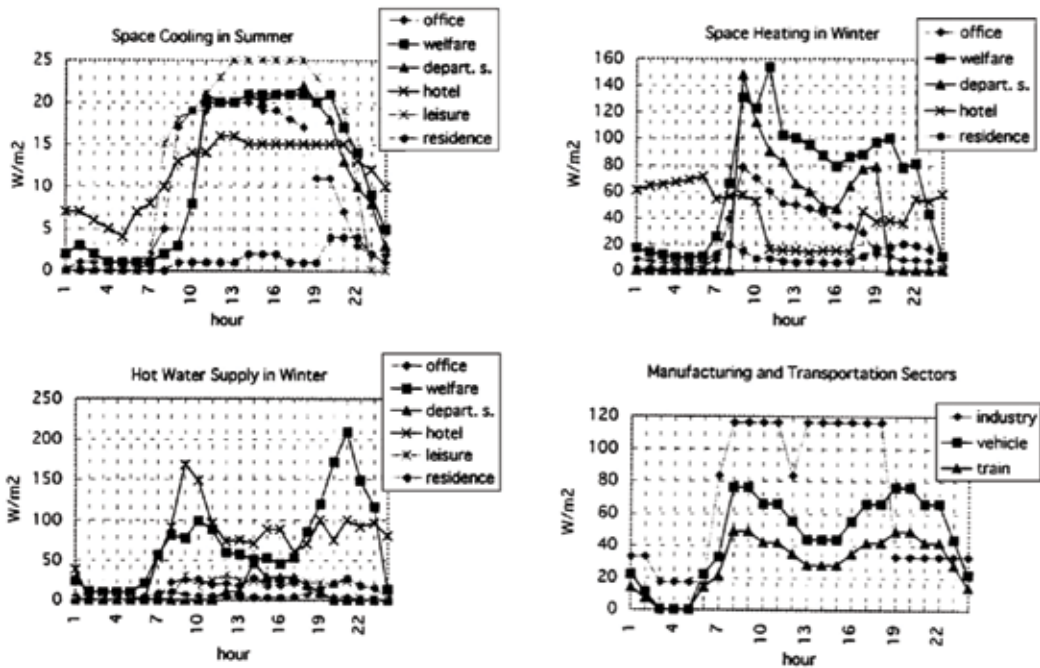 Space Cooling in Summer
office
welfare
depart. s.
hotel
leisure
residence
25
20
15
10
5
0
W/m2
1
4
7
10
13
16
19
22
hour
Space Heating in Winter
office
welfare
depart. s.
hotel
residence
160
140
120
100
80
60
40
20
0
W/m2
1
4
7
10
13
16
19
22
hour
Hot Water Supply in Winter
office
welfare
depart. s.
hotel
leisure
residence
250
200
150
100
50
0
W/m2
1
4
7
10
13
16
19
22
hour
Manufacturing and Transportation Sectors
industry
vehicle
train
120
100
80
60
40
20
0
W/m2
1
4
7
10
13
16
19
22
hour